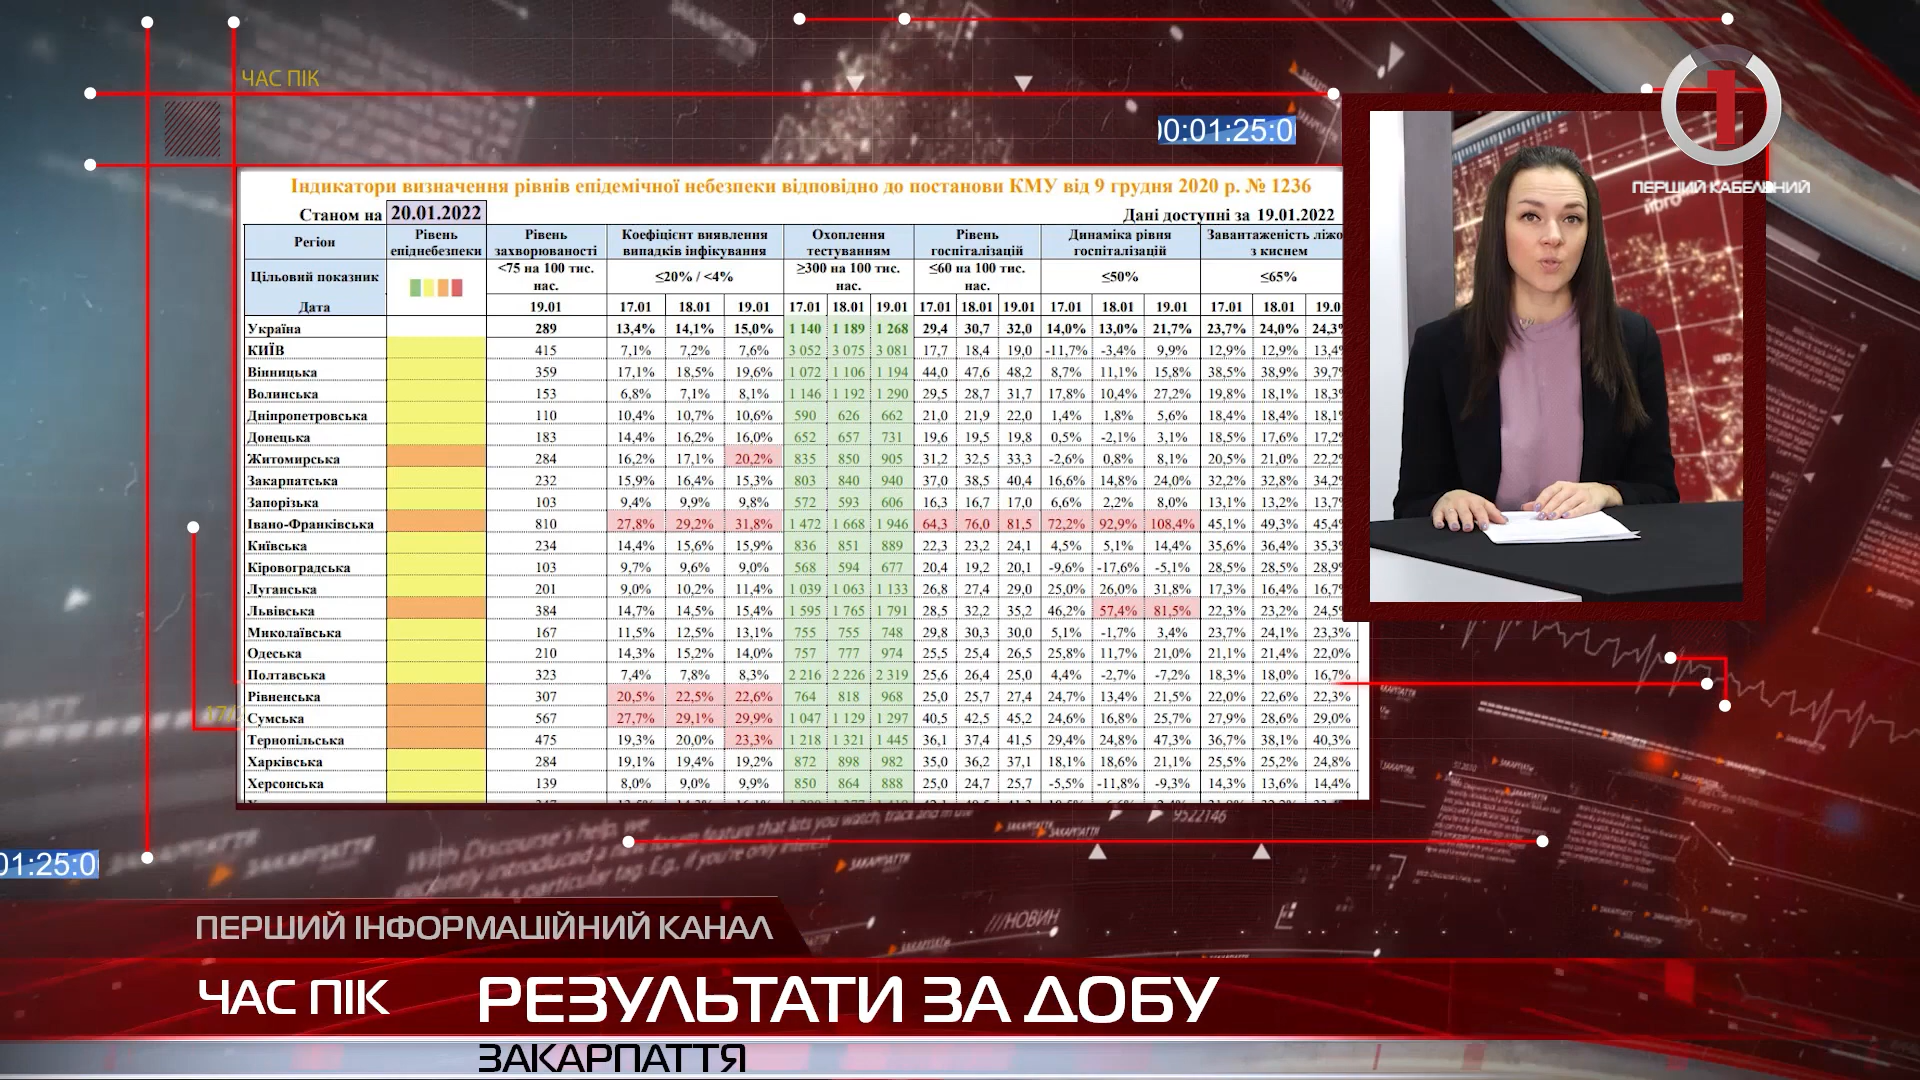 ЧАС ПІК
00:01:25:0
ПЕРШИЙ КАБЕЛЬНИЙ
Індикатори визначення рівнів епідемічної небезпеки відповідно до постанови КМУ від 9 грудня 2020 р. № 1236
Станом на 20.01.2022 Дані доступні за 19.01.2022
Регіон Рівень епіднебезпеки Рівень захворюваності Коефіцієнт виявлення випадків інфікування Охоплення тестуванням Рівень госпіталізацій Динаміка рівня госпіталізацій Завантаженість ліжо з киснем
Цільовий показник <75 на 100 тис. нас. ≤20% / <4% ≥300 на 100 тис. нас. ≤60 на 100 тис. нас. ≤50% ≤65%
Дата 19.01 17.01 18.01 19.01 17.01 18.01 19.01 17.01 18.01 19.01 17.01 18.01 19.01 17.01 18.01 19.0
Україна 289 13,4% 14,1% 15,0% 1 140 1 189 1 268 29,4 30,7 32,0 14,0% 13,0% 21,7% 23,7% 24,0% 24,3%
КИЇВ 415 7,1% 7,2% 7,6% 3 052 3 075 3 081 17,7 18,4 19,0 -11,7% -3,4% 9,9% 12,9% 12,9% 13,4%
Вінницька 359 17,1% 18,5% 19,6% 1 072 1 106 1 194 44,0 47,6 48,2 8,7% 11,1% 15,8% 38,5% 38,9% 39,7%
Волинська 153 6,8% 7,1% 8,1% 1 146 1 192 1 290 29,5 28,7 31,7 17,8% 10,4% 27,2% 19,8% 18,1% 18,3%
Дніпропетровська 110 10,4% 10,7% 10,6% 590 626 662 21,0 21,9 22,0 1,4% 1,8% 5,6% 18,4% 18,4% 18,1%
Донецька 183 14,4% 16,2% 16,0% 652 657 731 19,6 19,5 19,8 0,5% -2,1% 3,1% 18,5% 17,6% 17,2%
Житомирська 284 16,2% 17,1% 20,2% 835 850 905 31,2 32,5 33,3 -2,6% 0,8% 8,1% 20,5% 21,0% 22,2%
Закарпатська 232 15,9% 16,4% 15,3% 803 840 940 37,0 38,5 40,4 16,6% 14,8% 24,0% 32,2% 32,8% 34,2%
Запорізька 103 9,4% 9,9% 9,8% 572 593 606 16,3 16,7 17,0 6,6% 2,2% 8,0% 13,1% 13,2% 13,7%
Івано-Франківська 810 27,8% 29,2% 31,8% 1 472 1 668 1 946 64,3 76,0 81,5 72,2% 92,9% 108,4% 45,1% 49,3% 45,4%
Київська 234 14,4% 15,6% 15,9% 836 851 889 22,3 23,2 24,1 4,5% 5,1% 14,4% 35,6% 36,4% 35,3%
Кіровоградська 103 9,7% 9,6% 9,0% 568 594 677 20,4 19,2 20,1 -9,6% -17,6% -5,1% 28,5% 28,5% 28,9%
Луганська 201 9,0% 10,2% 11,4% 1 039 1 063 1 133 26,8 27,4 29,0 25,0% 26,0% 31,8% 17,3% 16,4% 16,7%
Львівська 384 14,7% 14,5% 15,4% 1 595 1 765 1 791 28,5 32,2 35,2 46,2% 57,4% 81,5% 22,3% 23,2% 24,5%
Миколаївська 167 11,5% 12,5% 13,1% 755 755 748 29,8 30,3 30,0 5,1% -1,7% 3,4% 23,7% 24,1% 23,3%
Одеська 210 14,3% 15,2% 14,0% 757 777 974 25,5 25,4 26,5 25,8% 11,7% 21,0% 21,1% 21,4% 22,0%
Полтавська 323 7,4% 7,8% 8,3% 2 216 2 226 2 319 25,6 26,4 25,0 4,4% -2,7% -7,2% 18,3% 18,0% 16,7%
Рівненська 307 20,5% 22,5% 22,6% 764 818 968 25,0 25,7 27,4 24,7% 13,4% 21,5% 22,0% 22,6% 22,3%
Сумська 567 27,7% 29,1% 29,9% 1 047 1 129 1 297 40,5 42,5 45,2 24,6% 16,8% 25,7% 27,9% 28,6% 29,0%
Тернопільська 475 19,3% 20,0% 23,3% 1 218 1 321 1 445 36,1 37,4 41,5 29,4% 24,8% 47,3% 36,7% 38,1% 40,3%
Харківська 284 19,1% 19,4% 19,2% 872 898 982 35,0 36,2 37,1 18,1% 18,6% 21,1% 25,5% 25,2% 24,8%
Херсонська 139 8,0% 9,0% 9,9% 850 864 888 25,0 24,7 25,7 -5,5% -11,8% -9,3% 14,3% 13,6% 14,4%
01:25:0
ЗАКАРПАТТЯ
With Discourse's help, we
recently introduced a new forum feature that lets you watch, track and
with a particular tag. E.g., if you're only
9522146
///НОВИН
ПЕРШИЙ ІНФОРМАЦІЙНИЙ КАНАЛ
ЧАС ПІК РЕЗУЛЬТАТИ ЗА ДОБУ
ЗАКАРПАТТЯ